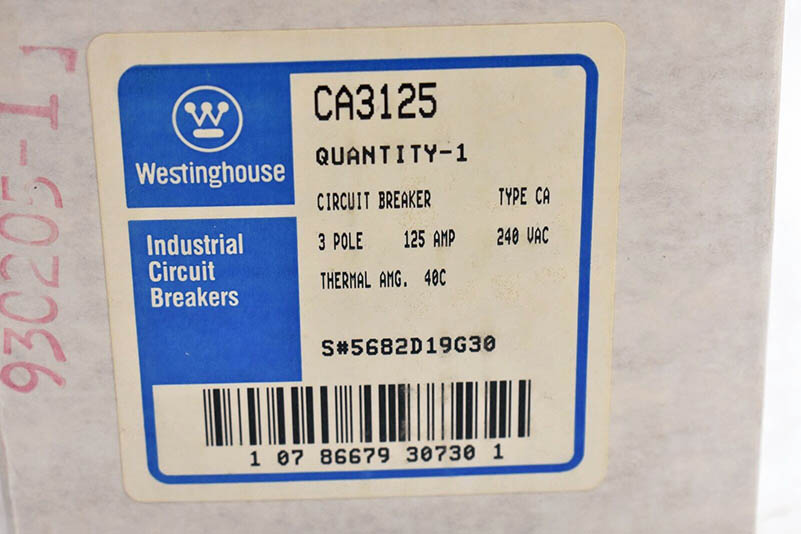 930205-1J
Westinghouse
Industrial
Circuit
Breakers
CA3125
QUANTITY-1
CIRCUIT BREAKER TYPE CA
3 POLE 125 AMP 240 VAC
THERMAL AMG. 40C
S#5682D19G30
1 07 86679 30730 1